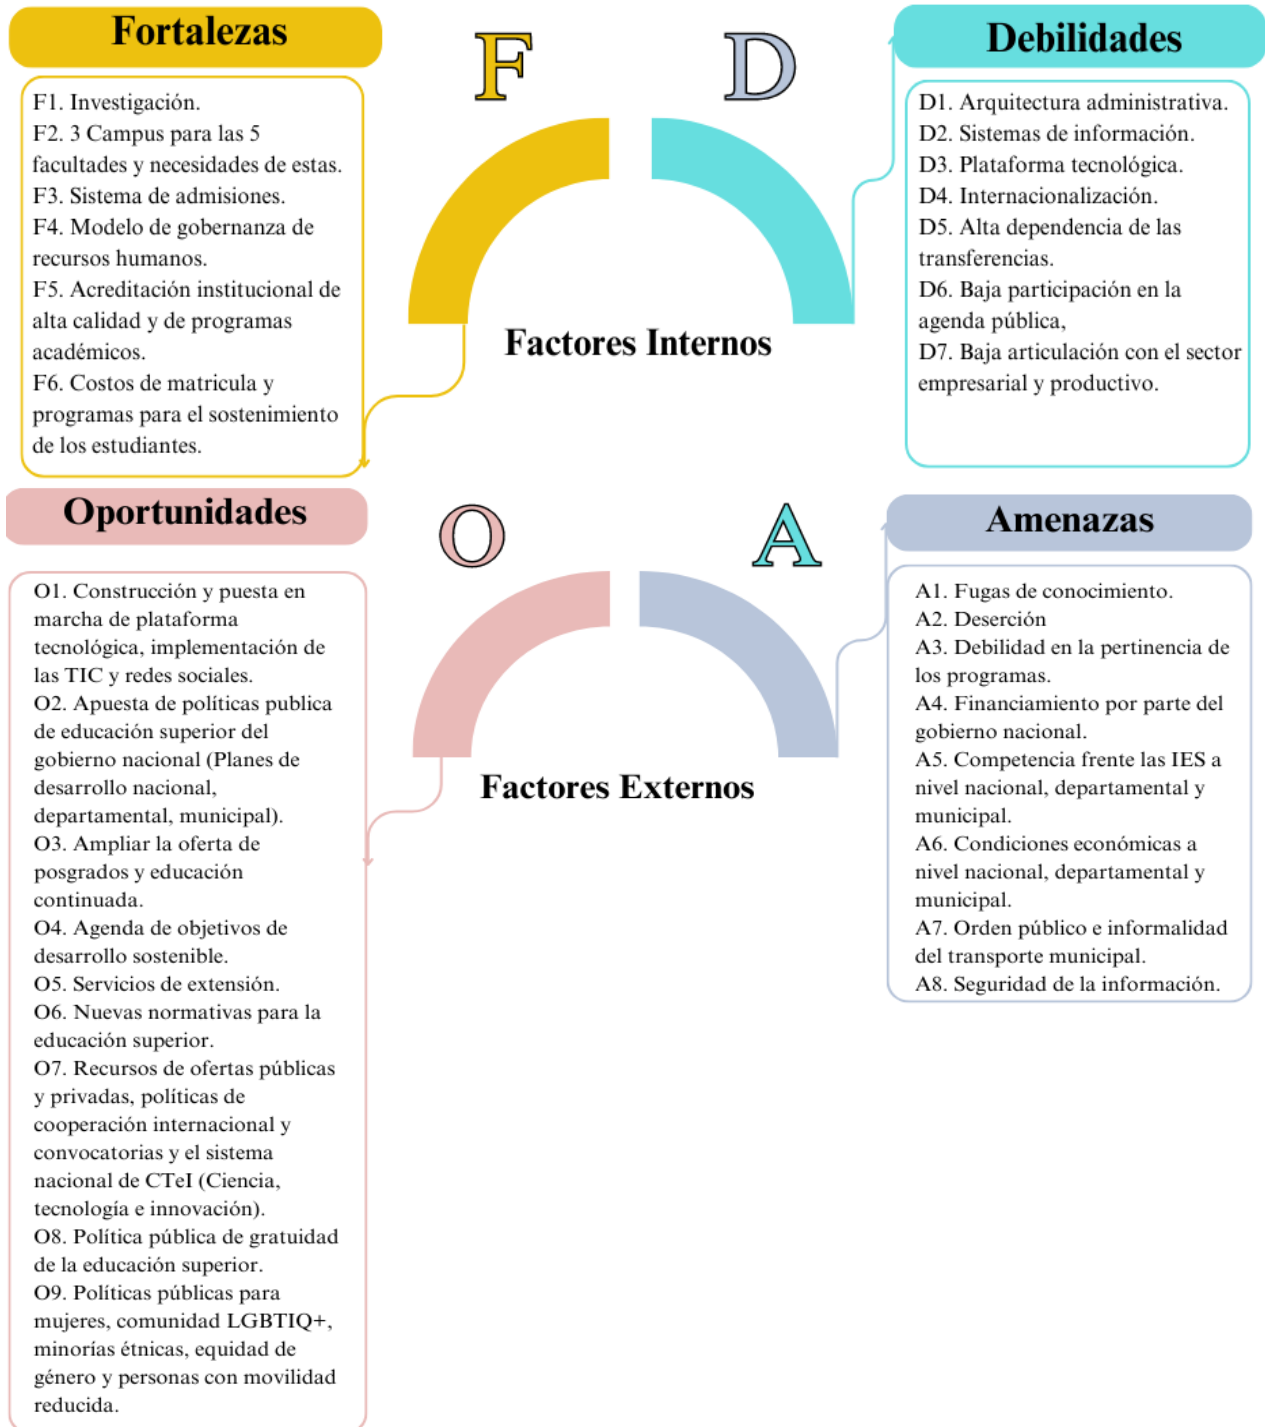 Fortalezas
F
D
Debilidades
F1. Investigación.
F2. 3 Campus para las 5
facultades y necesidades de estas.
F3. Sistema de admisiones.
F4. Modelo de gobernanza de
recursos humanos.
F5. Acreditación institucional de
alta calidad y de programas
académicos.
F6. Costos de matricula y
programas para el sostenimiento
de los estudiantes.
D1. Arquitectura administrativa.
D2. Sistemas de información.
D3. Plataforma tecnológica.
D4. Internacionalización.
D5. Alta dependencia de las
transferencias.
D6. Baja participación en la
agenda pública,
D7. Baja articulación con el sector
empresarial y productivo.
Factores Internos
Oportunidades
O
A
Amenazas
O1. Construcción y puesta en
marcha de plataforma
tecnológica, implementación de
las TIC y redes sociales.
O2. Apuesta de políticas publica
de educación superior del
gobierno nacional (Planes de
desarrollo nacional,
departamental, municipal).
O3. Ampliar la oferta de
posgrados y educación
continuada.
O4. Agenda de objetivos de
desarrollo sostenible.
O5. Servicios de extensión.
O6. Nuevas normativas para la
educación superior.
O7. Recursos de ofertas públicas
y privadas, políticas de
cooperación internacional y
convocatorias y el sistema
nacional de CTeI (Ciencia,
tecnología e innovación).
O8. Política pública de gratuidad
de la educación superior.
O9. Políticas públicas para
mujeres, comunidad LGBTIQ+,
minorías étnicas, equidad de
género y personas con movilidad
reducida.
Factores Externos
A1. Fugas de conocimiento.
A2. Deserción
A3. Debilidad en la pertinencia de
los programas.
A4. Financiamiento por parte del
gobierno nacional.
A5. Competencia frente las IES a
nivel nacional, departamental y
municipal.
A6. Condiciones económicas a
nivel nacional, departamental y
municipal.
A7. Orden público e informalidad
del transporte municipal.
A8. Seguridad de la información.